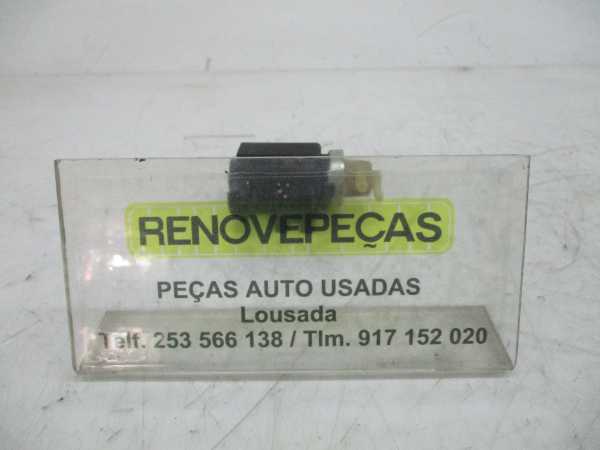 RENOVEPEÇAS
PEÇAS AUTO USADAS
Lousada
Telf. 253 566 138 / Tlm. 917 152 020